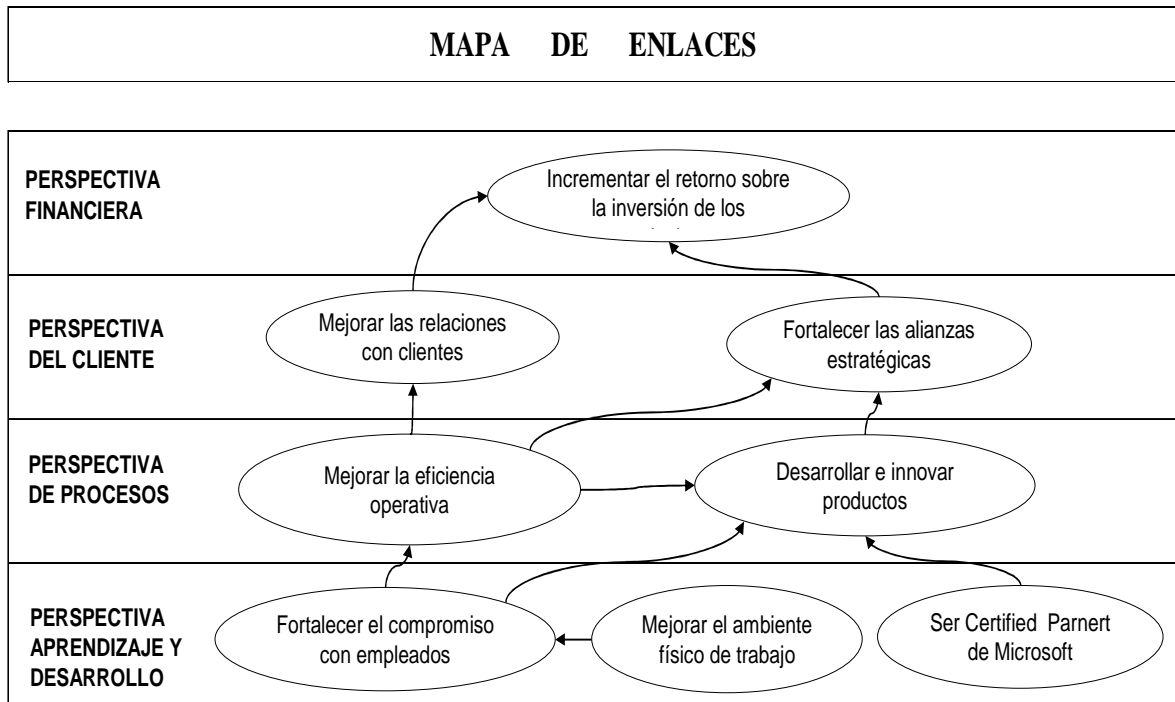 MAPA DE ENLACES
PERSPECTIVA
FINANCIERA
Incrementar el retorno sobre
la inversión de los
PERSPECTIVA
DEL CLIENTE
Mejorar las relaciones
con clientes
Fortalecer las alianzas
estratégicas
PERSPECTIVA
DE PROCESOS
Mejorar la eficiencia
operativa
Desarrollar e innovar
productos
PERSPECTIVA
APRENDIZAJE Y
DESARROLLO
Fortalecer el compromiso
con empleados
Mejorar el ambiente
físico de trabajo
Ser Certified Parnert
de Microsoft